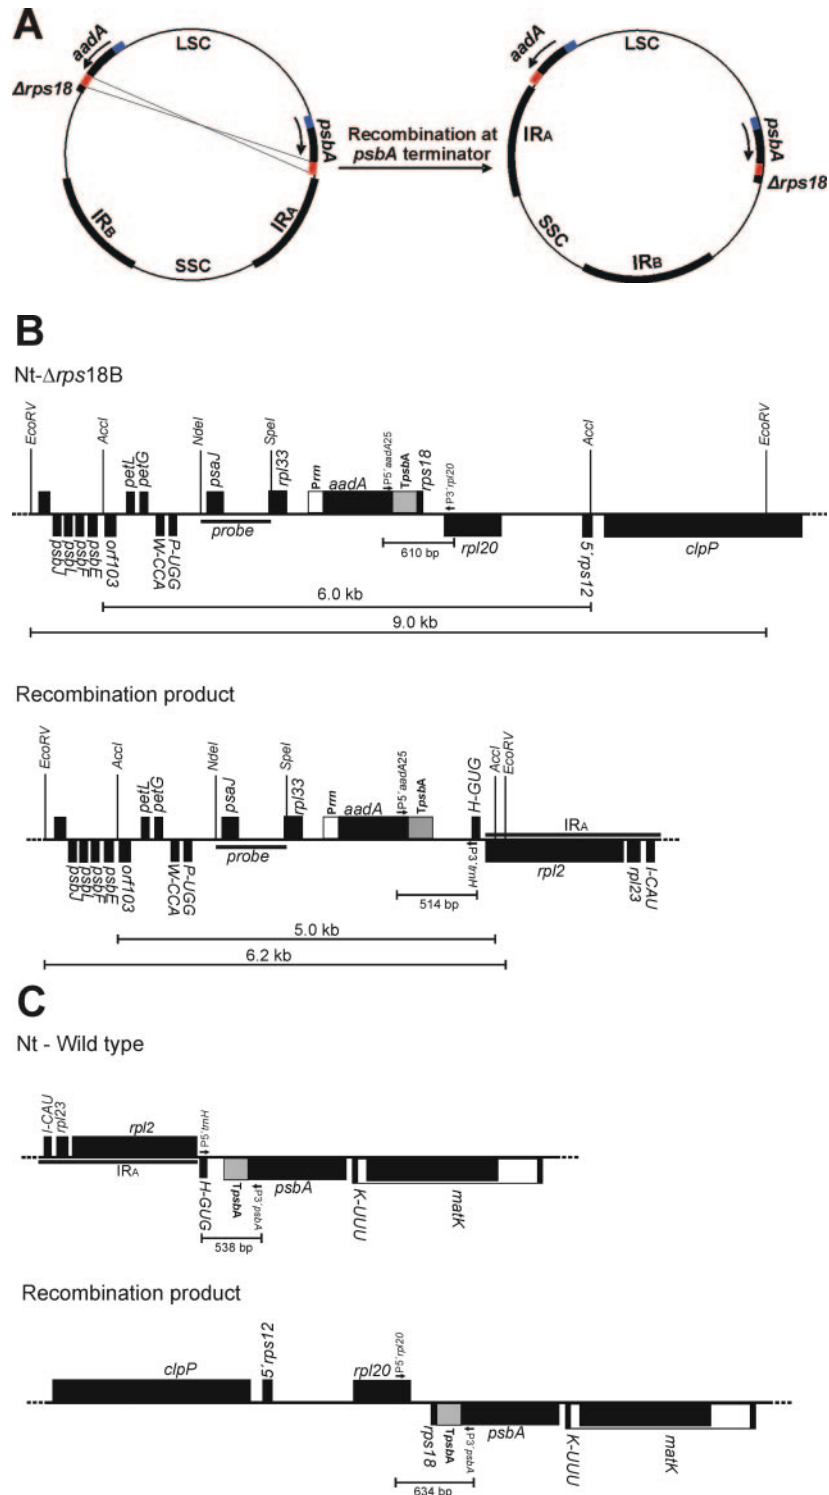 A
aadA
LSC
Δrps18
psbA
IRB
IRA
SSC
Recombination at
psbA terminator
aadA
LSC
IRA
psbA
Δrps18
SSC
IRB
B
Nt-Δrps18B
EcoRV
AccI
petL
petG
NdeI
psaJ
SpeI
rpl33
Prrn
aadA
P5´aadA25
TpsbA
rps18
P3´rpl20
AccI
EcoRV
psbJ
psbL
psbF
psbE
orf103
W-CCA
P-UGG
probe
610 bp
rpl20
5´rps12
clpP
6.0 kb
9.0 kb
Recombination product
EcoRV
AccI
petL
petG
NdeI
psaJ
SpeI
rpl33
Prrn
aadA
P5´aadA25
TpsbA
H-GUG
AccI
EcoRV
IRA
psbJ
psbL
psbF
psbE
orf103
W-CCA
P-UGG
probe
P3´trnH
514 bp
rpl2
rpl23
I-CAU
5.0 kb
6.2 kb
C
Nt - Wild type
I-CAU
rpl23
rpl2
P5´trnH
IRA
H-GUG
TpsbA
P3´psbA
psbA
K-UUU
matK
538 bp
Recombination product
clpP
5´rps12
rpl20
P5´rpl20
rps18
TpsbA
P3´psbA
psbA
K-UUU
matK
634 bp